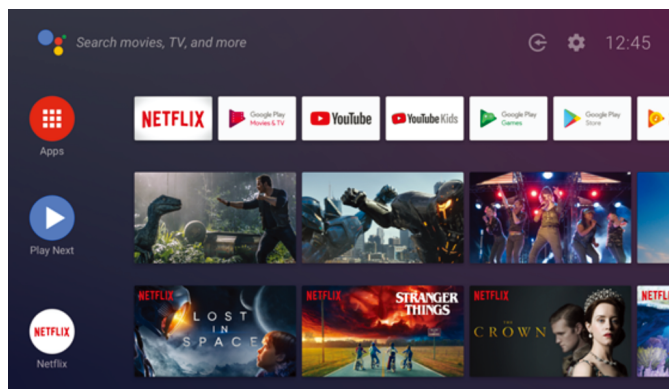 Search movies, TV, and more
12:45
Apps
NETFLIX
Google Play
Movies & TV
YouTube
YouTube Kids
Google Play
Games
Google Play
Store
Play Next
NETFLIX
Netflix
NETFLIX
LOST
IN
SPACE
NETFLIX
STRANGER
THINGS
NETFLIX
THE
CROWN